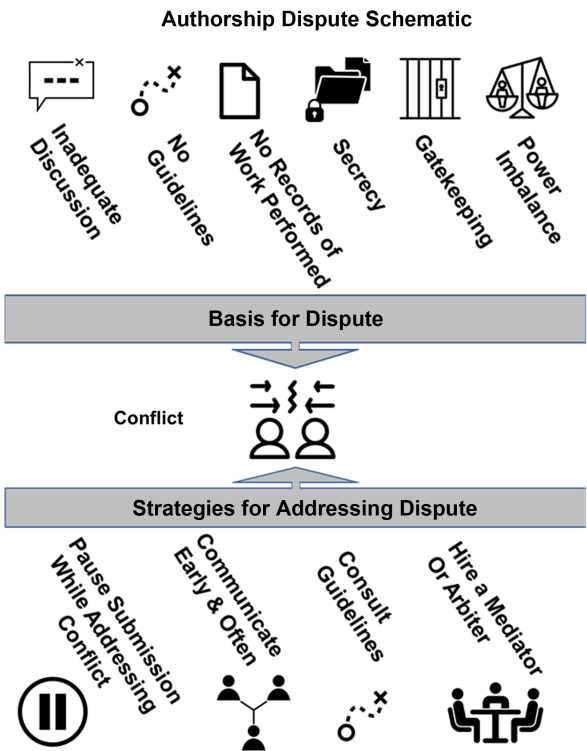 Authorship Dispute Schematic
Inadequate
Discussion
No
Guidelines
No Records of
Work Performed
Secrecy
Gatekeeping
Power
Imbalance
Basis for Dispute
Conflict
Strategies for Addressing Dispute
Pause Submission
While Addressing
Conflict
Communicate
Early & Often
Consult
Guidelines
Hire a Mediator
Or Arbiter